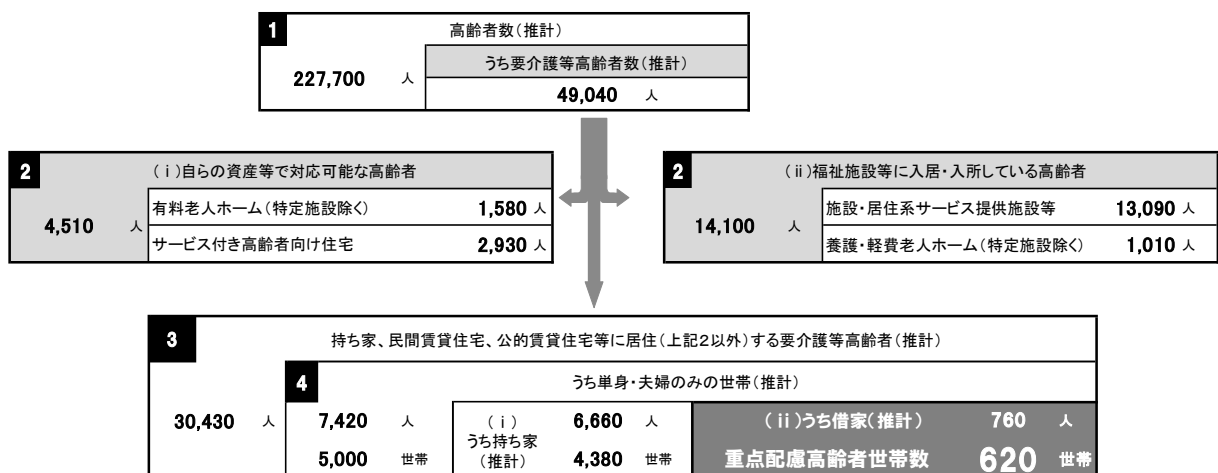 1 高齢者数(推計)
うち要介護等高齢者数(推計)
227,700 人
49,040 人
2 (ⅰ)自らの資産等で対応可能な高齢者
4,510 人
有料老人ホーム(特定施設除く) 1,580 人
サービス付き高齢者向け住宅 2,930 人
2 (ⅱ)福祉施設等に入居・入所している高齢者
14,100 人
施設・居住系サービス提供施設等 13,090 人
養護・軽費老人ホーム(特定施設除く) 1,010 人
3 持ち家、民間賃貸住宅、公的賃貸住宅等に居住(上記2以外)する要介護等高齢者(推計)
4 うち単身・夫婦のみの世帯(推計)
30,430 人
7,420 人
5,000 世帯
(ⅰ)
うち持ち家
(推計)
6,660 人
4,380 世帯
(ⅱ)うち借家(推計) 760 人
重点配慮高齢者世帯数 620 世帯